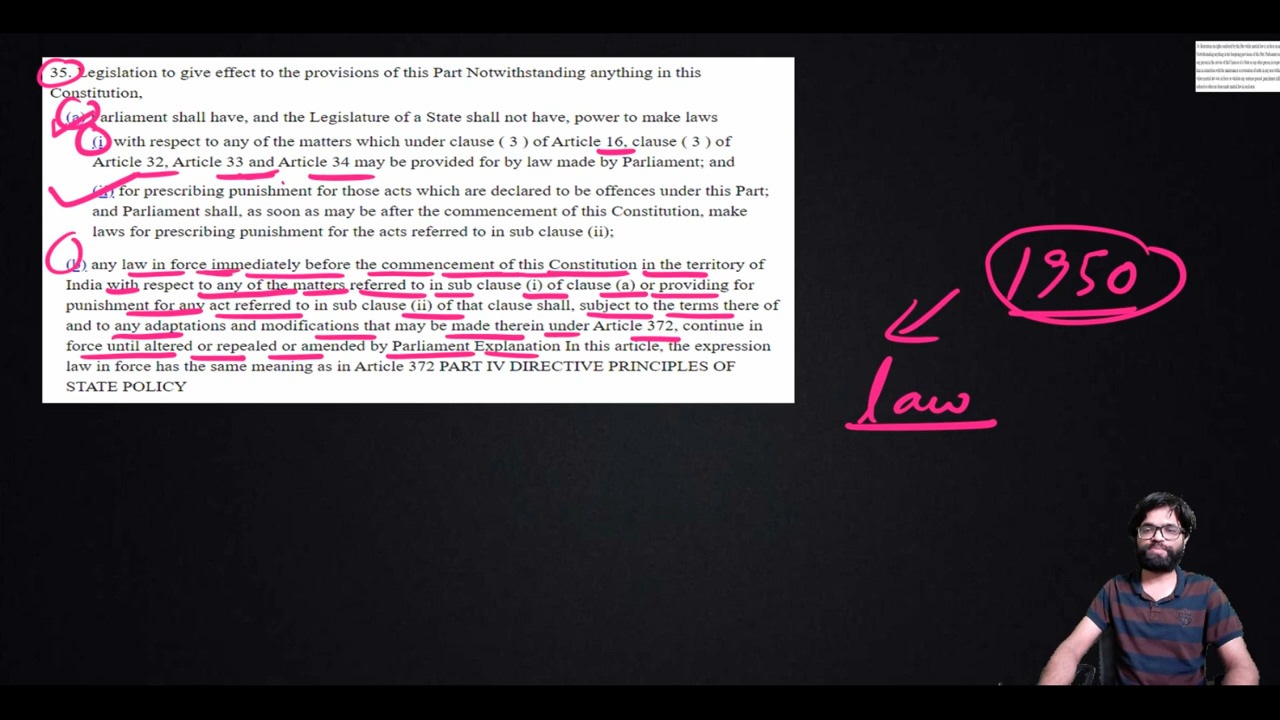 35. Legislation to give effect to the provisions of this Part Notwithstanding anything in this
Constitution,
(a) Parliament shall have, and the Legislature of a State shall not have, power to make laws
(i) with respect to any of the matters which under clause ( 3 ) of Article 16, clause ( 3 ) of
Article 32, Article 33 and Article 34 may be provided for by law made by Parliament; and
(ii) for prescribing punishment for those acts which are declared to be offences under this Part;
and Parliament shall, as soon as may be after the commencement of this Constitution, make
laws for prescribing punishment for the acts referred to in sub clause (ii);
(b) any law in force immediately before the commencement of this Constitution in the territory of
India with respect to any of the matters referred to in sub clause (i) of clause (a) or providing for
punishment for any act referred to in sub clause (ii) of that clause shall, subject to the terms there of
and to any adaptations and modifications that may be made therein under Article 372, continue in
force until altered or repealed or amended by Parliament Explanation In this article, the expression
law in force has the same meaning as in Article 372 PART IV DIRECTIVE PRINCIPLES OF
STATE POLICY
1950
law